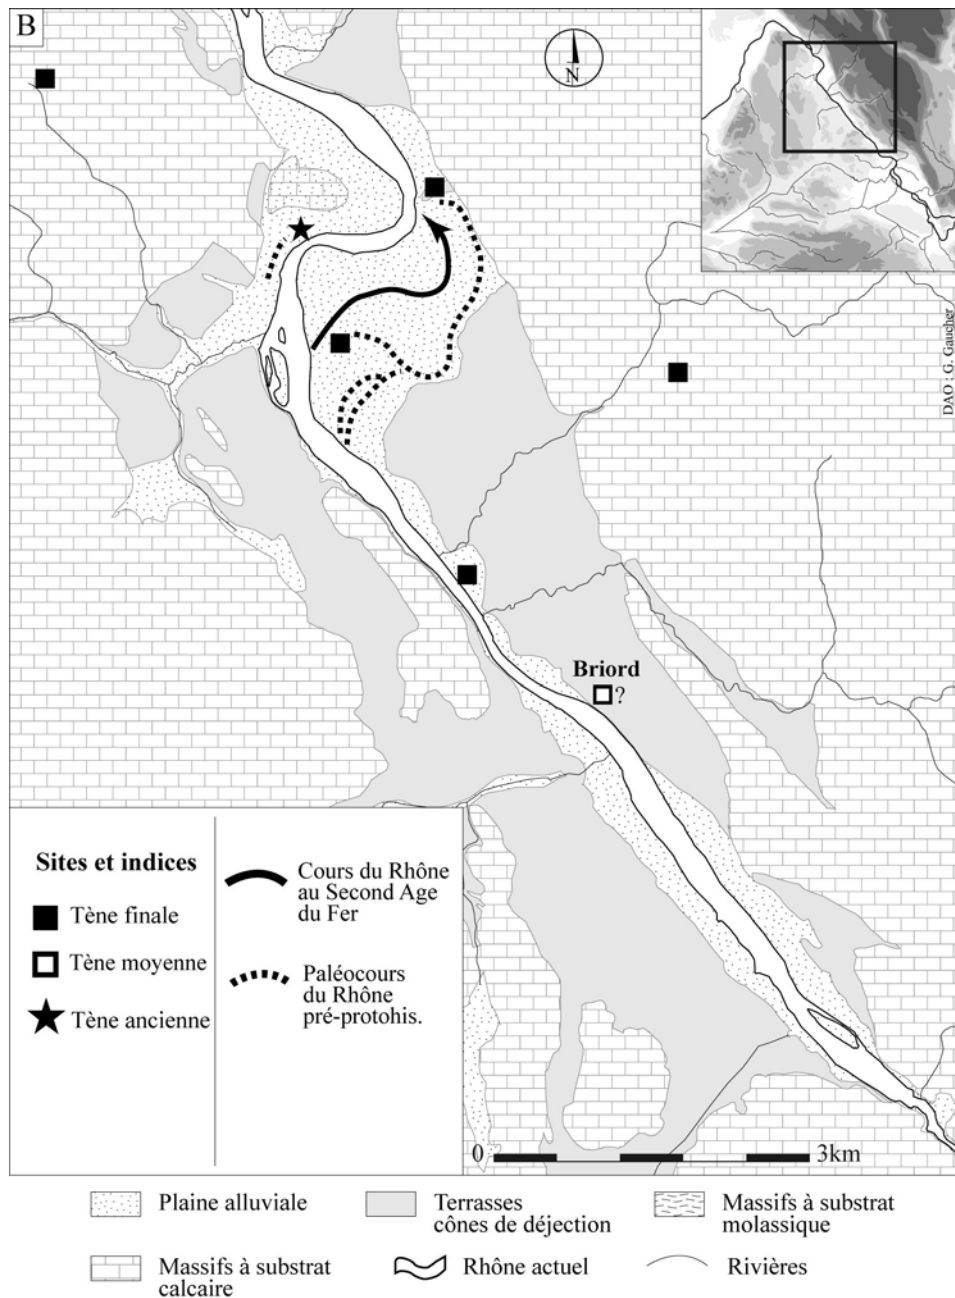 B
N
DAO : G. Gaucher
Briord
?
Sites et indices
Tène finale
Tène moyenne
Tène ancienne
Cours du Rhône
au Second Age
du Fer
Paléocours
du Rhône
pré-protohis.
0 3km
Plaine alluviale
Terrasses
cônes de déjection
Massifs à substrat
molassique
Massifs à substrat
calcaire
Rhône actuel
Rivières